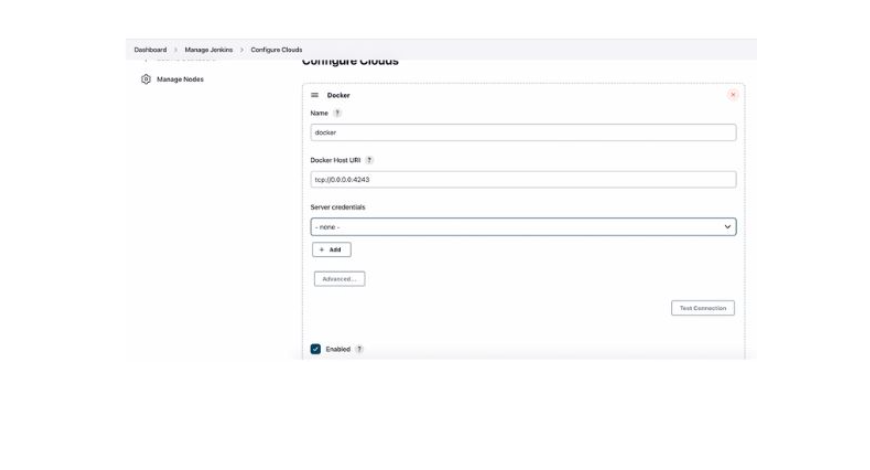 Dashboard > Manage Jenkins > Configure Clouds
Configure Clouds
Manage Nodes
Docker
Name ?
docker
Docker Host URI ?
tcp://0.0.0.0:4243
Server credentials
- none -
+ Add
Advanced...
Test Connection
Enabled ?